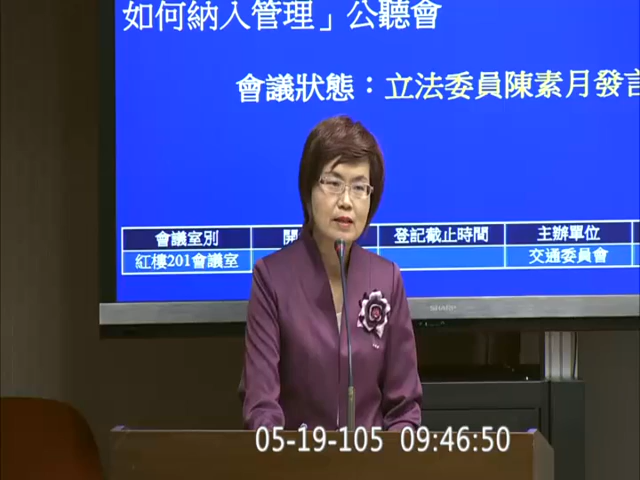 如何納入管理」公聽會
會議狀態：立法委員陳素月發言
會議室別 開 登記截止時間 主辦單位
紅樓201會議室 交通委員會
SHARP
05-19-105 09:46:50